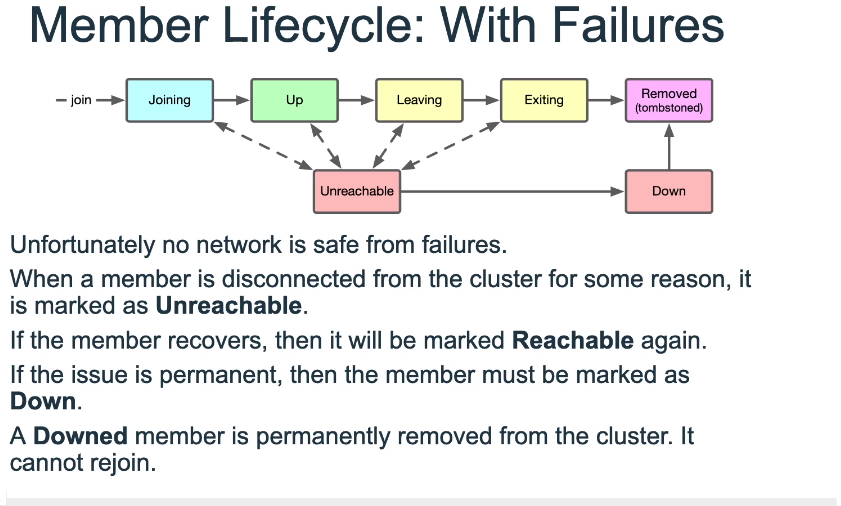 Member Lifecycle: With Failures
join
Joining
Up
Leaving
Exiting
Removed
(tombstoned)
Unreachable
Down
Unfortunately no network is safe from failures.
When a member is disconnected from the cluster for some reason, it
is marked as Unreachable.
If the member recovers, then it will be marked Reachable again.
If the issue is permanent, then the member must be marked as
Down.
A Downed member is permanently removed from the cluster. It
cannot rejoin.